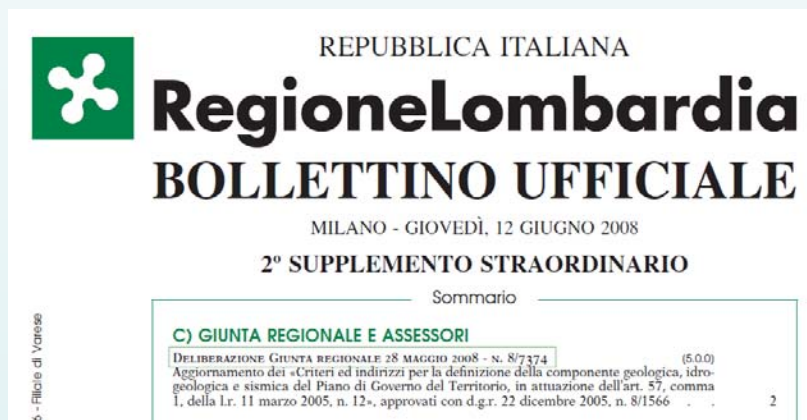 REPUBBLICA ITALIANA
RegioneLombardia
BOLLETTINO UFFICIALE
MILANO - GIOVEDÌ, 12 GIUGNO 2008
2º SUPPLEMENTO STRAORDINARIO
Sommario
C) GIUNTA REGIONALE E ASSESSORI
DELIBERAZIONE GIUNTA REGIONALE 28 MAGGIO 2008 - N. 8/7374 (5.0.0)
Aggiornamento dei «Criteri ed indirizzi per la definizione della componente geologica, idro-
geologica e sismica del Piano di Governo del Territorio, in attuazione dell'art. 57, comma
1, della l.r. 11 marzo 2005, n. 12», approvati con d.g.r. 22 dicembre 2005, n. 8/1566 . . 2
- Filiale di Varese